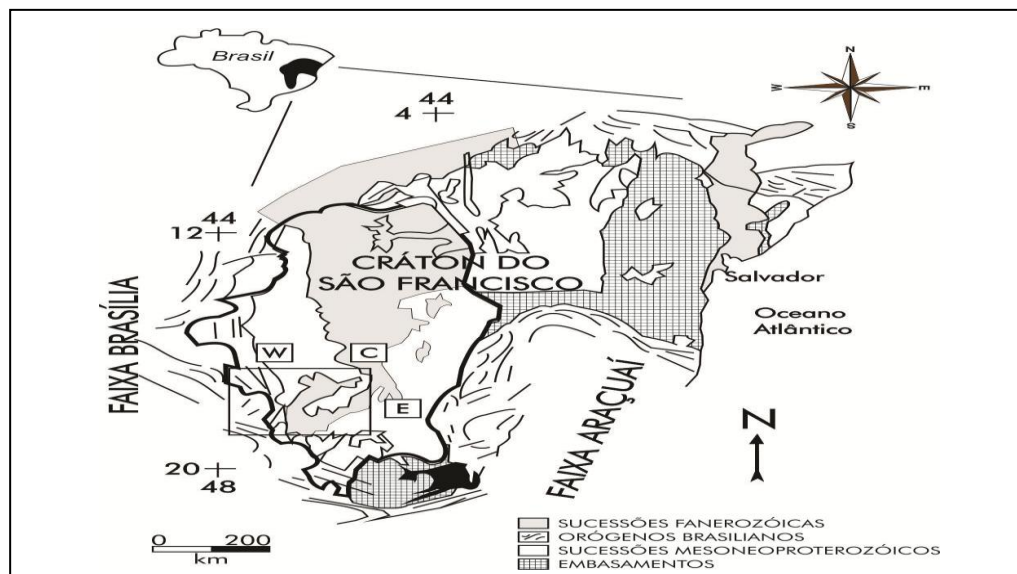 Brasil
N
W
E
S
44
4
44
12
CRÁTON DO
SÃO FRANCISCO
Salvador
Oceano
Atlântico
FAIXA BRASÍLIA
W
C
E
FAIXA ARAÇUAÍ
N
20
48
0 200
km
SUCESSÕES FANEROZÓICAS
ORÓGENOS BRASILIANOS
SUCESSÕES MESONEOPROTEROZÓICOS
EMBASAMENTOS